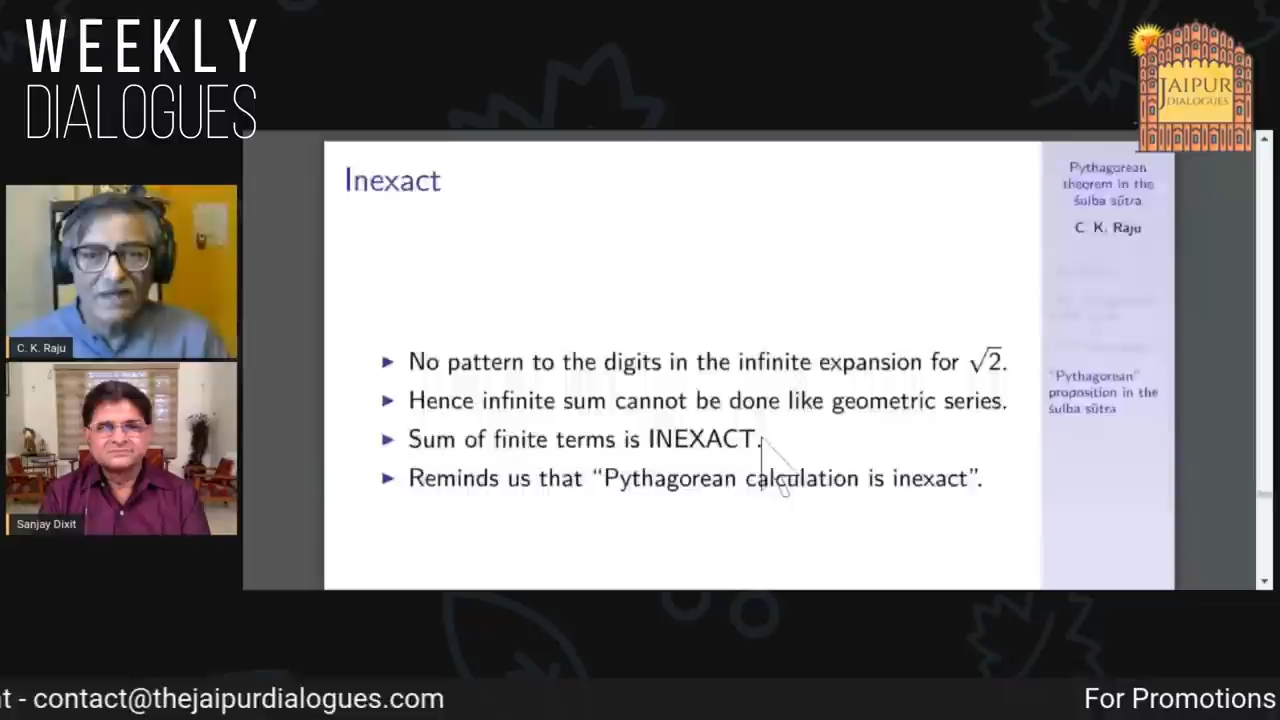 WEEKLY
DIALOGUES
JAIPUR
DIALOGUES
C. K. Raju
Sanjay Dixit
Inexact
▶ No pattern to the digits in the infinite expansion for √2.
▶ Hence infinite sum cannot be done like geometric series.
▶ Sum of finite terms is INEXACT.
▶ Reminds us that “Pythagorean calculation is inexact”.
Pythagorean
theorem in the
śulba sūtra
C. K. Raju
“Pythagorean”
proposition in the
śulba sūtra
t - contact@thejaipurdialogues.com
For Promotions